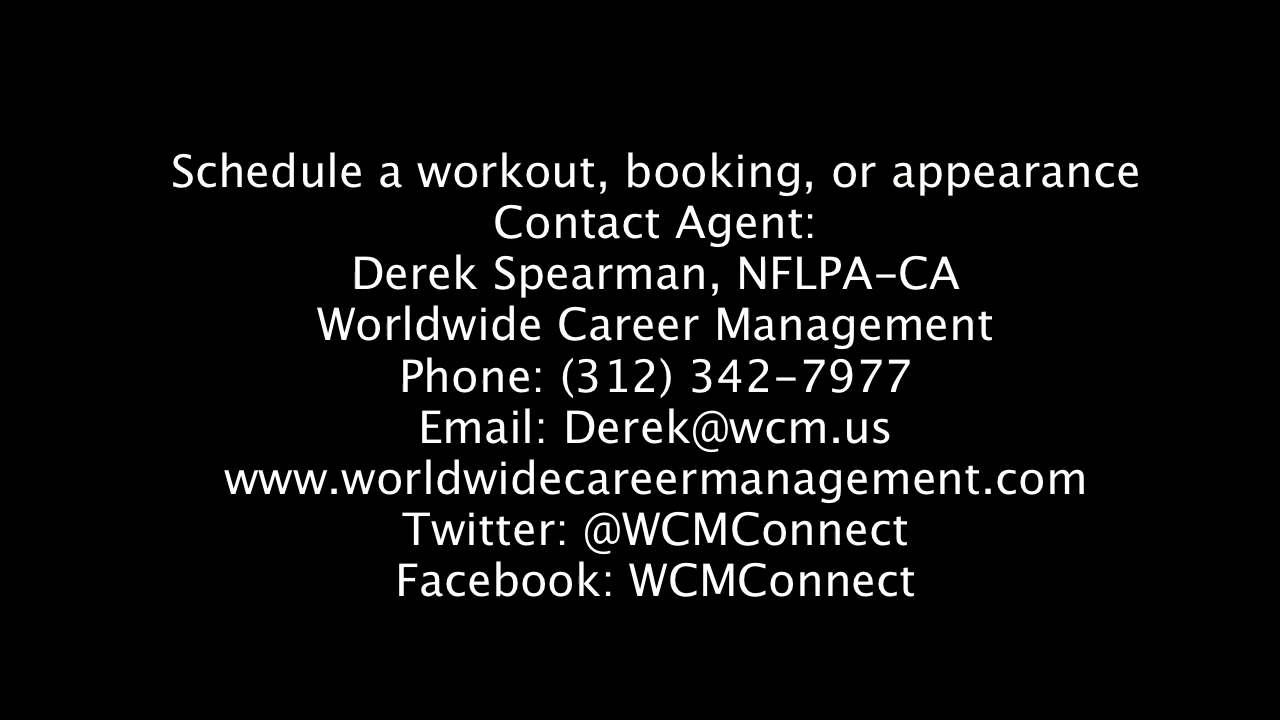 Schedule a workout, booking, or appearance
Contact Agent:
Derek Spearman, NFLPA-CA
Worldwide Career Management
Phone: (312) 342-7977
Email: Derek@wcm.us
www.worldwidecareermanagement.com
Twitter: @WCMConnect
Facebook: WCMConnect